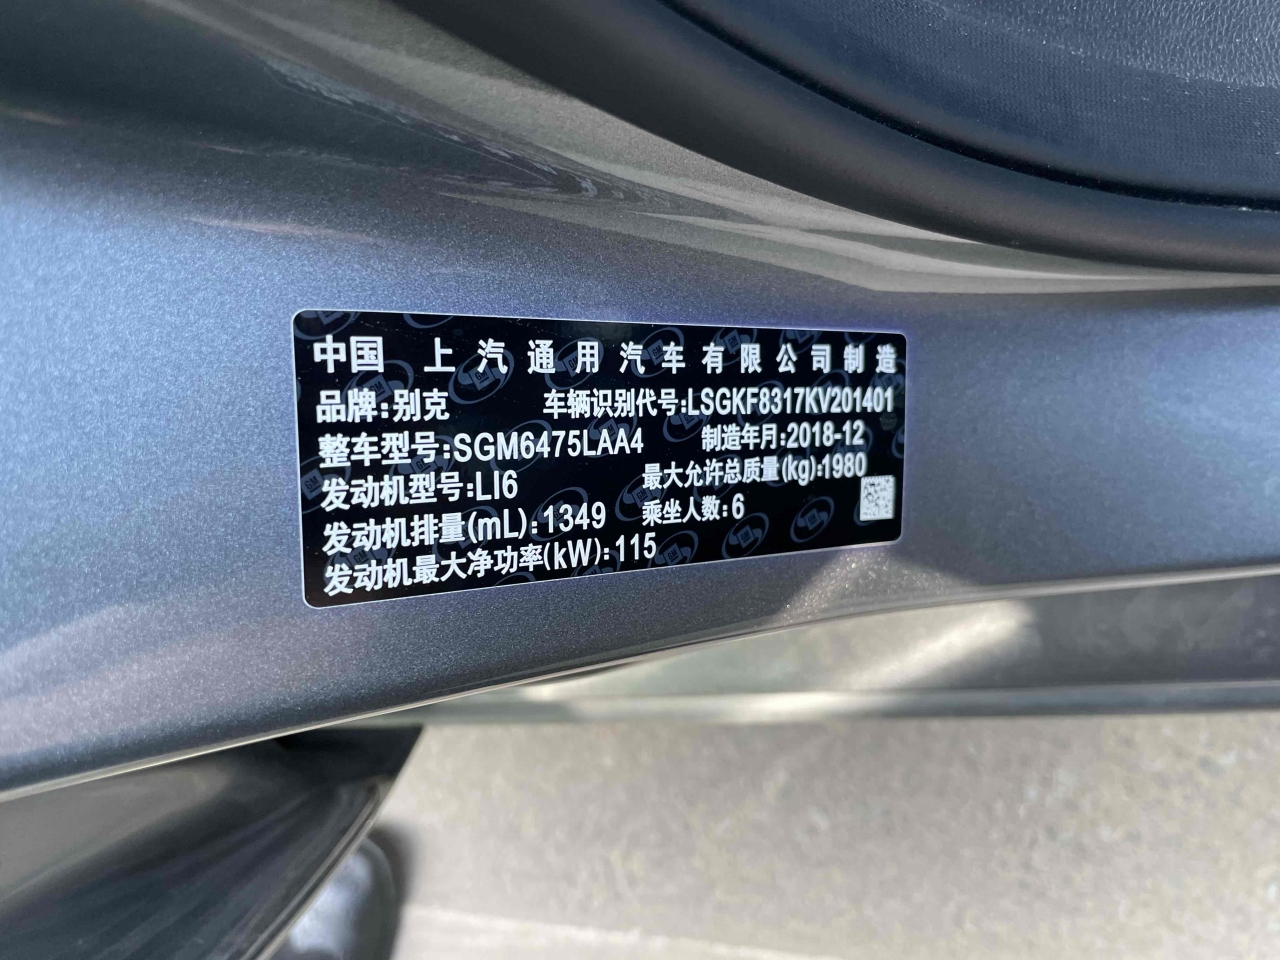 中国 上汽通用汽车有限公司制造
品牌:别克 车辆识别代号:LSGKF8317KV201401
整车型号:SGM6475LAA4 制造年月:2018-12
发动机型号:LI6 最大允许总质量(kg):1980
发动机排量(mL):1349 乘坐人数:6
发动机最大净功率(kW):115